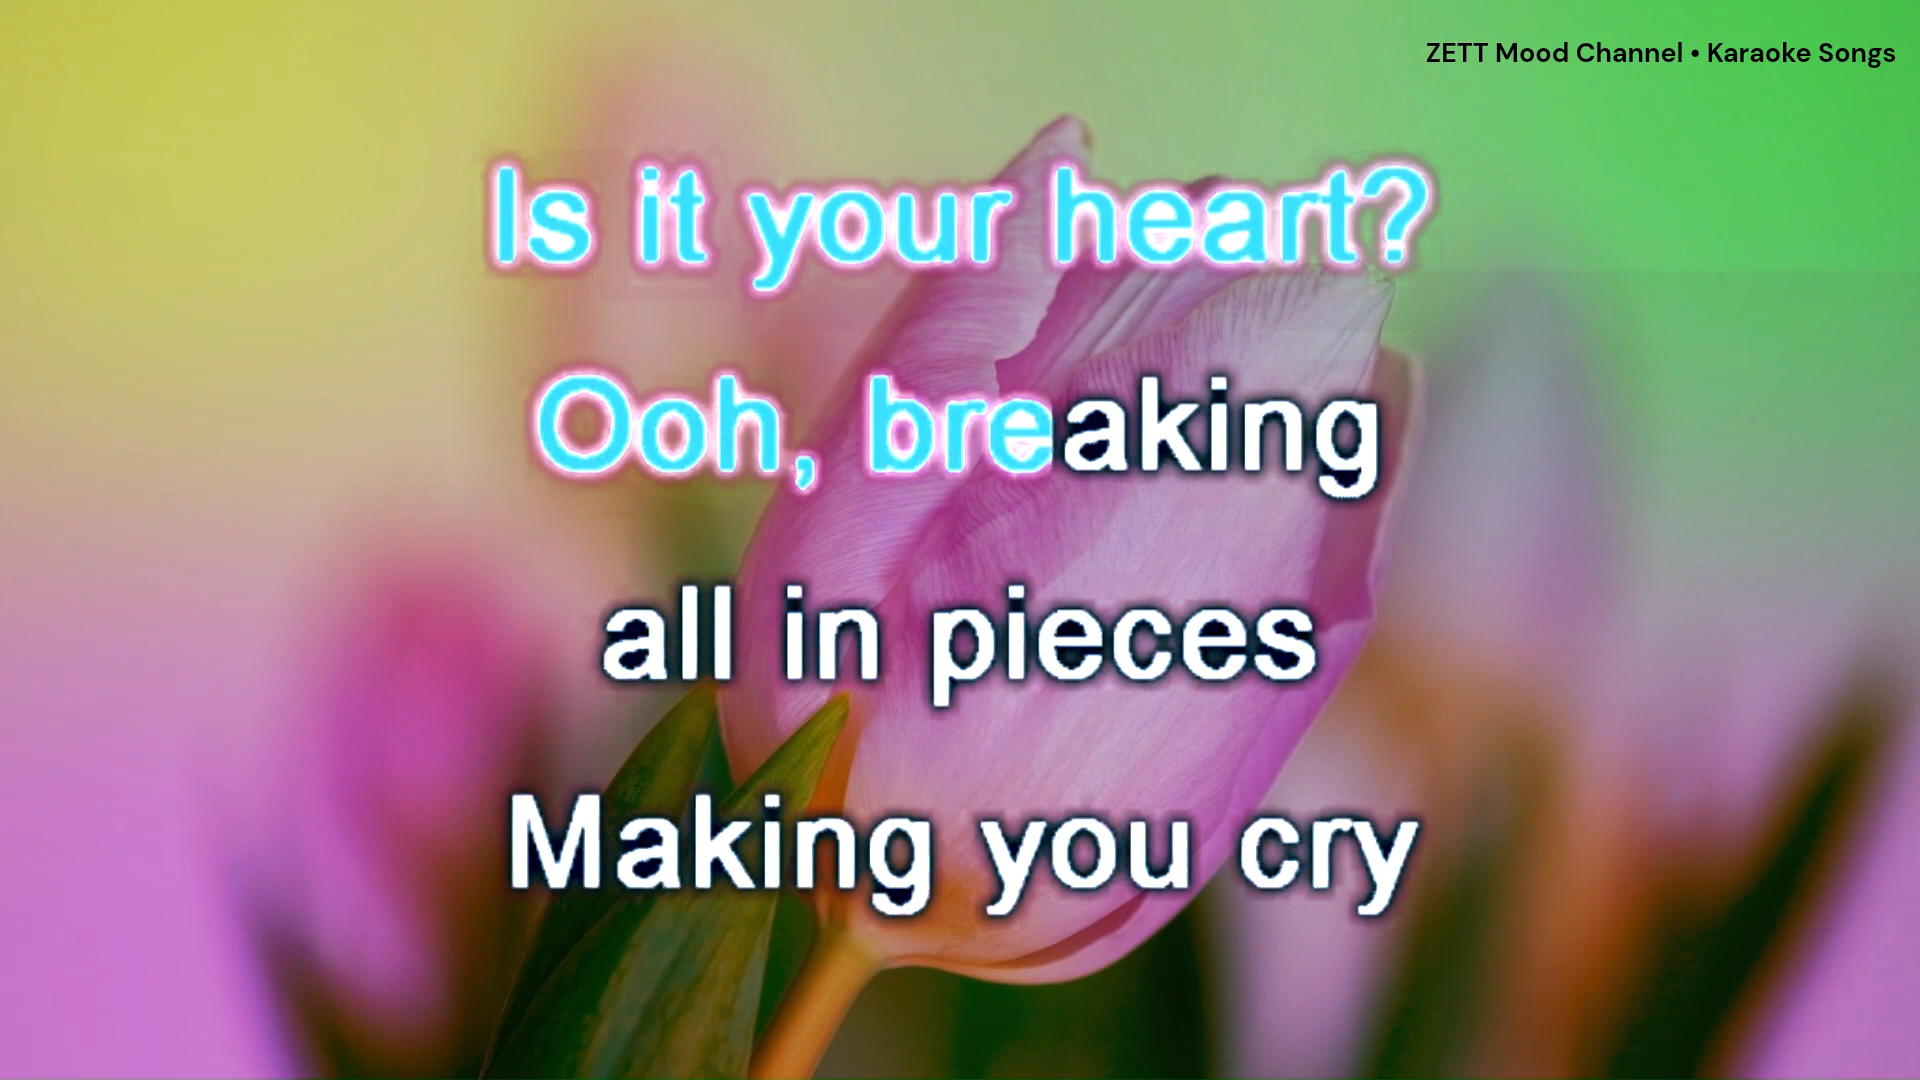 ZETT Mood Channel • Karaoke Songs
Is it your heart?
Ooh, breaking
all in pieces
Making you cry